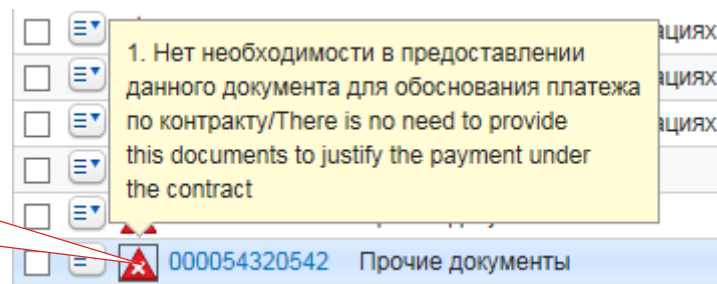 1. Нет необходимости в предоставлении
данного документа для обоснования платежа
по контракту/There is no need to provide
this documents to justify the payment under
the contract
000054320542 Прочие документы